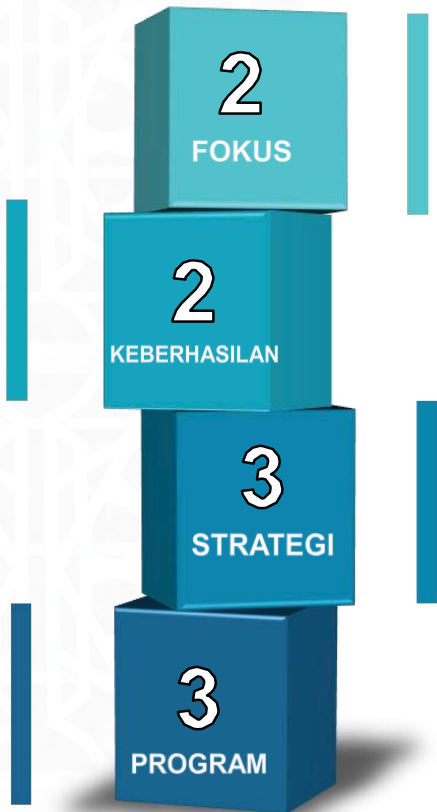 2
FOKUS
2
KEBERHASILAN
3
STRATEGI
3
PROGRAM